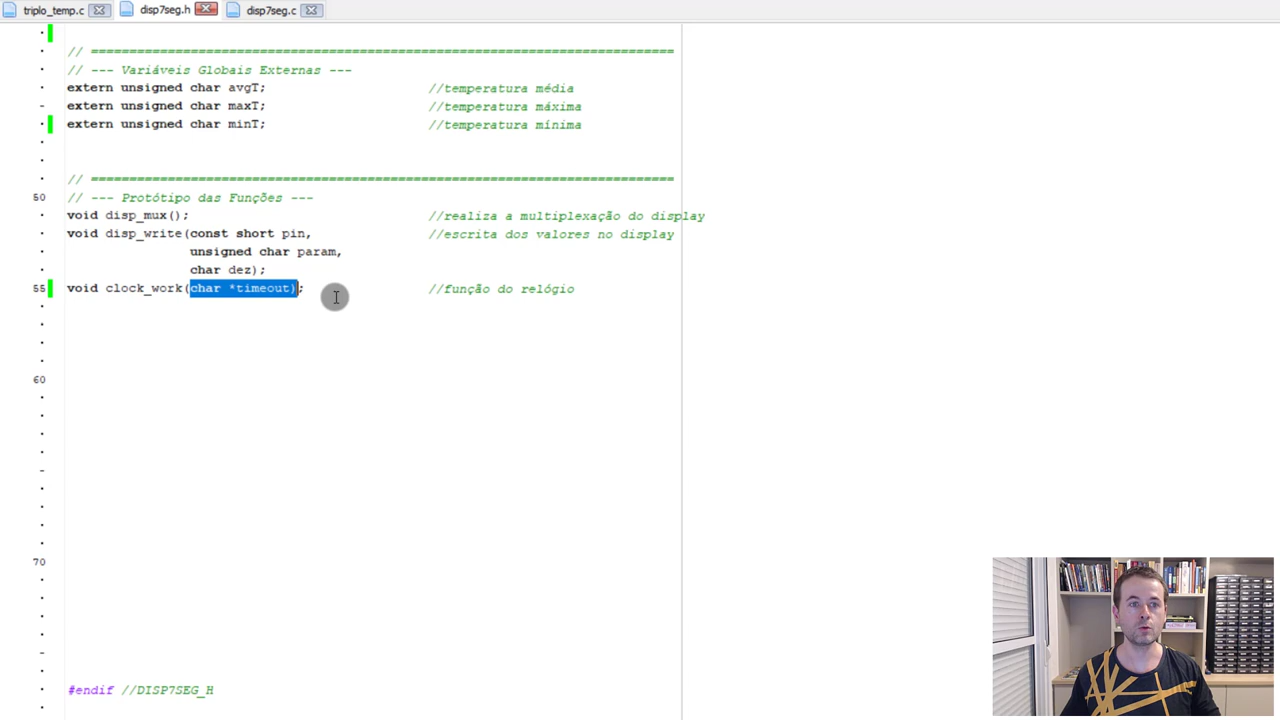 triplo_temp.c disp7seg.h disp7seg.c
// ============================================================================
// --- Variáveis Globais Externas ---
extern unsigned char avgT; //temperatura média
extern unsigned char maxT; //temperatura máxima
extern unsigned char minT; //temperatura mínima
// ============================================================================
50 // --- Protótipo das Funções ---
void disp_mux(); //realiza a multiplexação do display
void disp_write(const short pin, //escrita dos valores no display
unsigned char param,
char dez);
55 void clock_work(char *timeout); //função do relógio
60
70
#endif //DISP7SEG_H